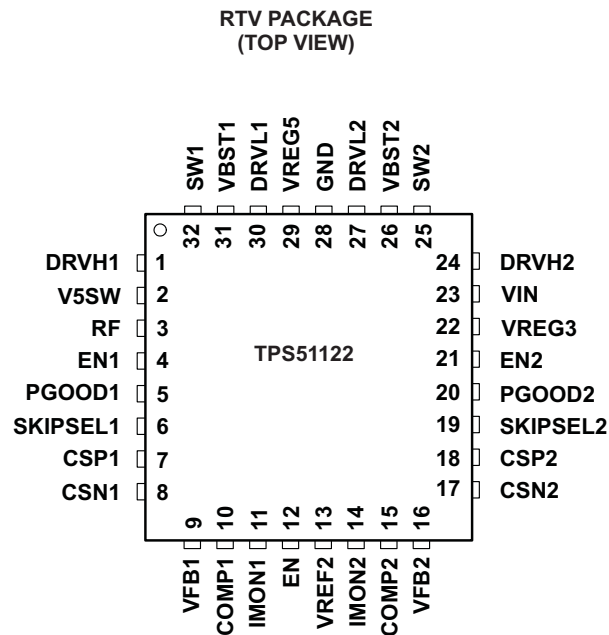 RTV PACKAGE
(TOP VIEW)
SW1
VBST1
DRVL1
VREG5
GND
DRVL2
VBST2
SW2
32
31
30
29
28
27
26
25
DRVH1 1
V5SW 2
RF 3
EN1 4
PGOOD1 5
SKIPSEL1 6
CSP1 7
CSN1 8
TPS51122
24 DRVH2
23 VIN
22 VREG3
21 EN2
20 PGOOD2
19 SKIPSEL2
18 CSP2
17 CSN2
9
10
11
12
13
14
15
16
VFB1
COMP1
IMON1
EN
VREF2
IMON2
COMP2
VFB2